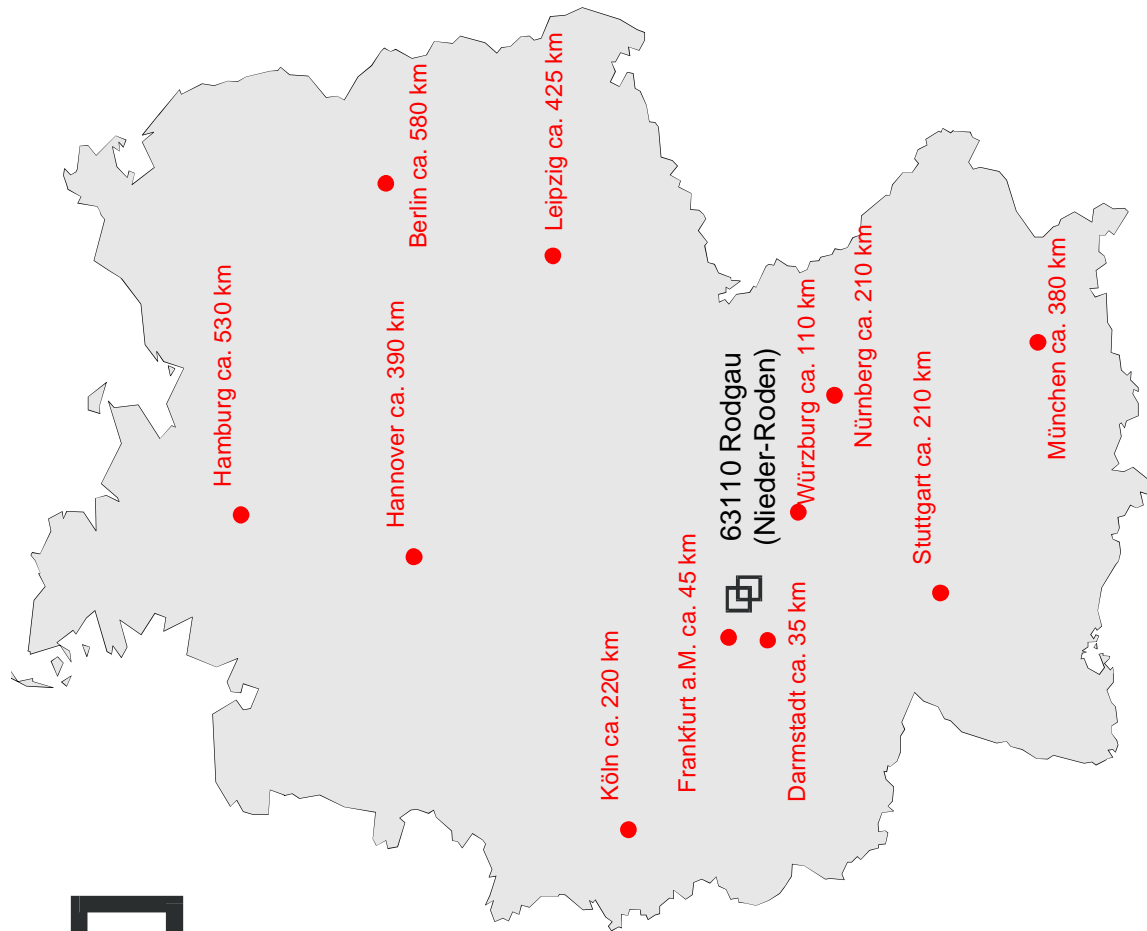 Hamburg ca. 530 km
Berlin ca. 580 km
Hannover ca. 390 km
Leipzig ca. 425 km
Köln ca. 220 km
Frankfurt a.M. ca. 45 km
63110 Rodgau
(Nieder-Roden)
Darmstadt ca. 35 km
Würzburg ca. 110 km
Nürnberg ca. 210 km
Stuttgart ca. 210 km
München ca. 380 km